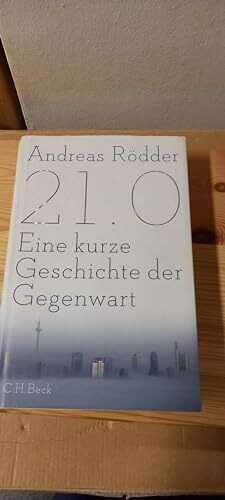 Andreas Rödder
21.0
Eine kurze
Geschichte der
Gegenwart
C.H.Beck